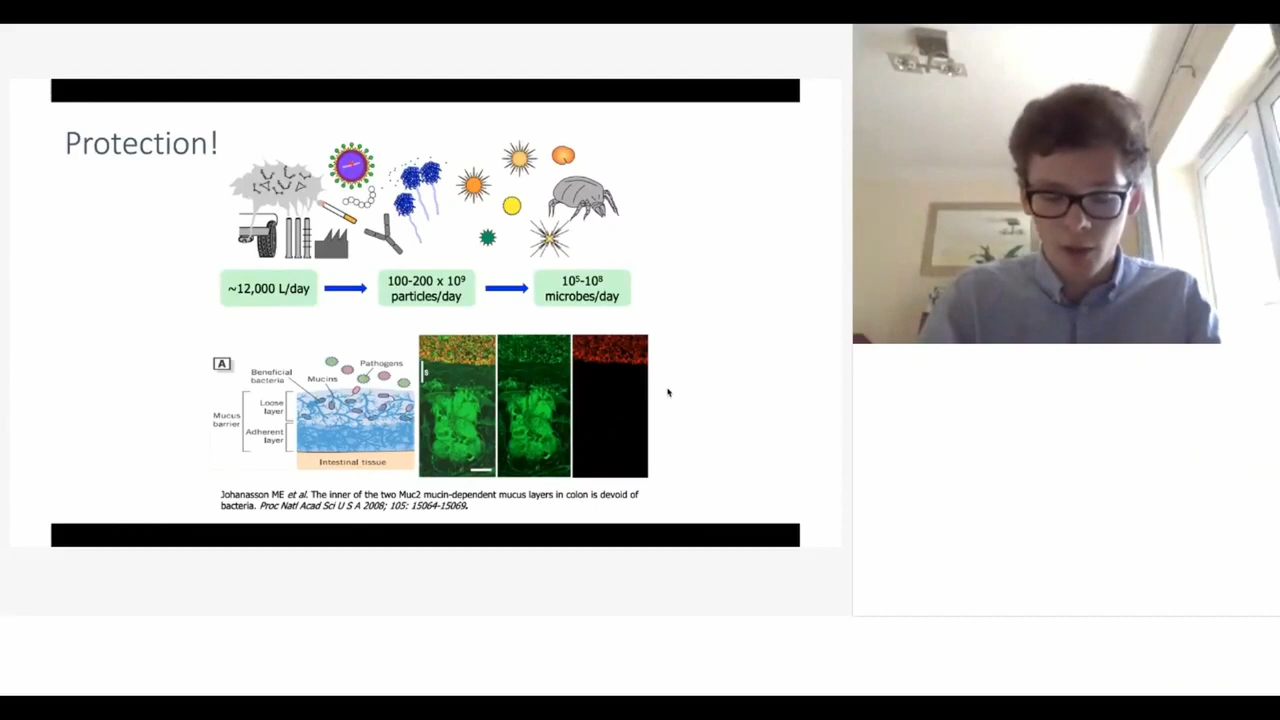 Protection!
~12,000 L/day
100-200 x 10⁹
particles/day
10⁵-10⁸
microbes/day
A
Pathogens
Beneficial
bacteria
Mucins
Loose
layer
Mucus
barrier
Adherent
layer
Intestinal tissue
s
Johanasson ME et al. The inner of the two Muc2 mucin-dependent mucus layers in colon is devoid of
bacteria. Proc Natl Acad Sci U S A 2008; 105: 15064-15069.